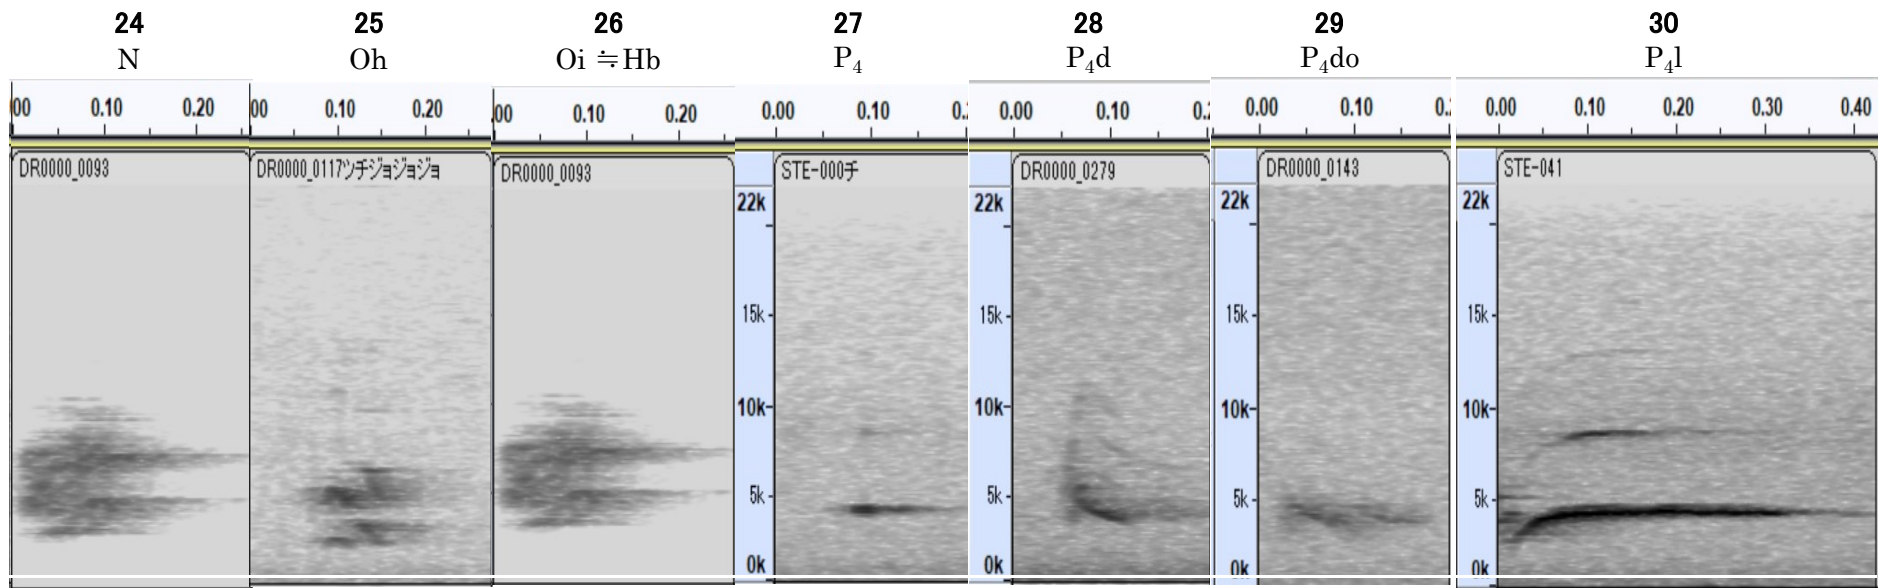 24 25 26 27 28 29 30
N Oh Oi ≒Hb P₄ P₄d P₄do P₄l
00 0.10 0.20 00 0.10 0.20 00 0.10 0.20 0.00 0.10 0.00 0.10 0.00 0.10 0.00 0.10 0.20 0.30 0.40
DR0000_0093 DR0000_0117ツチジョジョジョ DR0000_0093 STE-000チ DR0000_0279 DR0000_0143 STE-041
22k 22k 22k 22k
15k 15k 15k 15k
10k 10k 10k 10k
5k 5k 5k 5k
0k 0k 0k 0k